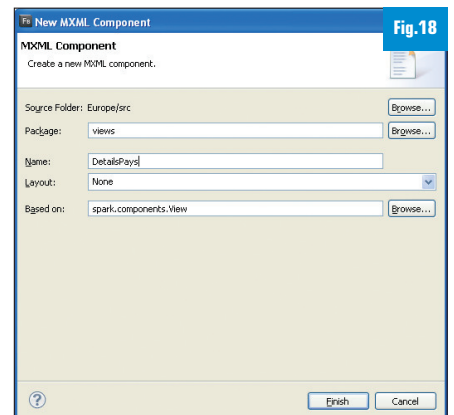 Fb New MXML Component
Fig.18
MXML Component
Create a new MXML component.
Source Folder: Europe/src Browse...
Package: views Browse...
Name: DetailsPays
Layout: None
Based on: spark.components.View Browse...
? Finish Cancel